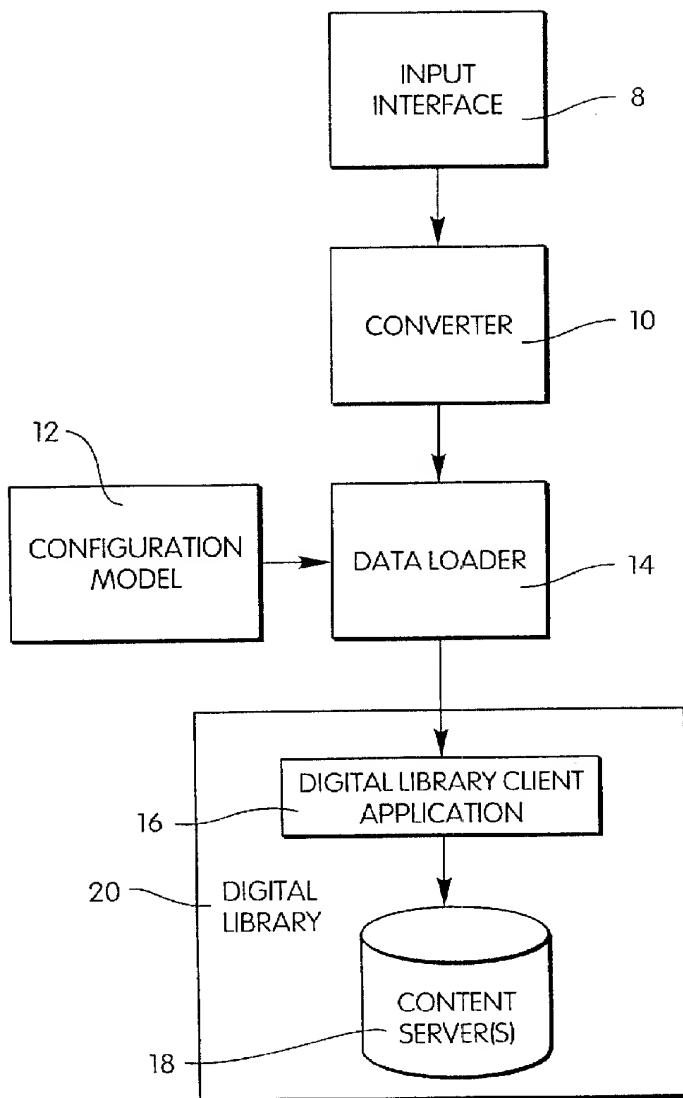 INPUT
INTERFACE
8
CONVERTER
10
12
CONFIGURATION
MODEL
DATA LOADER
14
DIGITAL LIBRARY CLIENT
APPLICATION
16
20
DIGITAL
LIBRARY
CONTENT
SERVER(S)
18